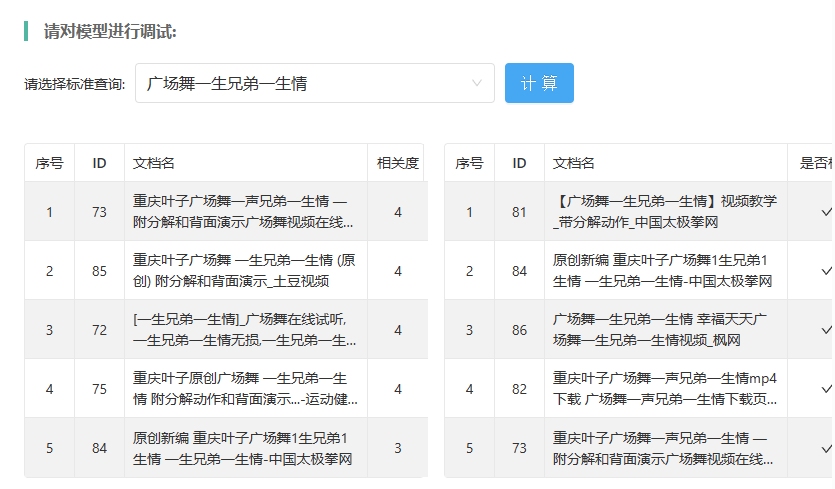 请对模型进行调试:
请选择标准查询: 广场舞一生兄弟一生情 计 算
序号 ID 文档名 相关度
1 73 重庆叶子广场舞一声兄弟一生情 —
附分解和背面演示广场舞视频在线... 4
2 85 重庆叶子广场舞 一生兄弟一生情 (原
创) 附分解和背面演示_土豆视频 4
3 72 [一生兄弟一生情]_广场舞在线试听,
一生兄弟一生情无损,一生兄弟一生... 4
4 75 重庆叶子原创广场舞 一生兄弟一生
情 附分解动作和背面演示...-运动健... 4
5 84 原创新编 重庆叶子广场舞1生兄弟1
生情 一生兄弟一生情-中国太极拳网 3
序号 ID 文档名 是否
1 81 【广场舞一生兄弟一生情】视频教学
_带分解动作_中国太极拳网
2 84 原创新编 重庆叶子广场舞1生兄弟1
生情 一生兄弟一生情-中国太极拳网
3 86 广场舞一生兄弟一生情 幸福天天广
场舞一生兄弟一生情视频_枫网
4 82 重庆叶子广场舞一声兄弟一生情mp4
下载 广场舞一声兄弟一生情下载页...
5 73 重庆叶子广场舞一声兄弟一生情 —
附分解和背面演示广场舞视频在线...